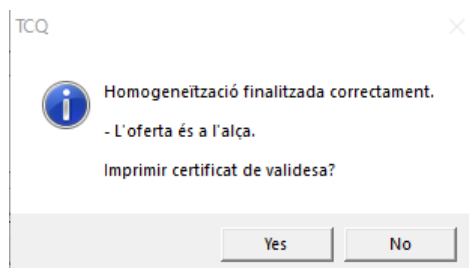 TCQ
Homogeneïtzació finalitzada correctament.
- L'oferta és a l'alça.
Imprimir certificat de validesa?
Yes
No